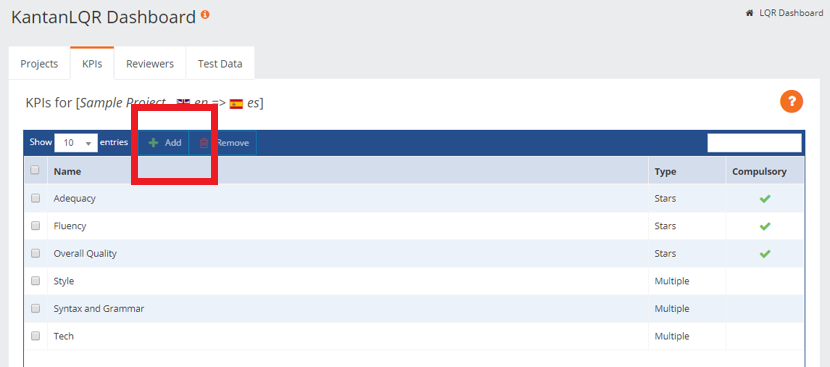 KantanLQR Dashboard
LQR Dashboard
Projects KPIs Reviewers Test Data
KPIs for [Sample Project en => es]
?
Show 10 entries Add Remove
Name Type Compulsory
Adequacy Stars
Fluency Stars
Overall Quality Stars
Style Multiple
Syntax and Grammar Multiple
Tech Multiple